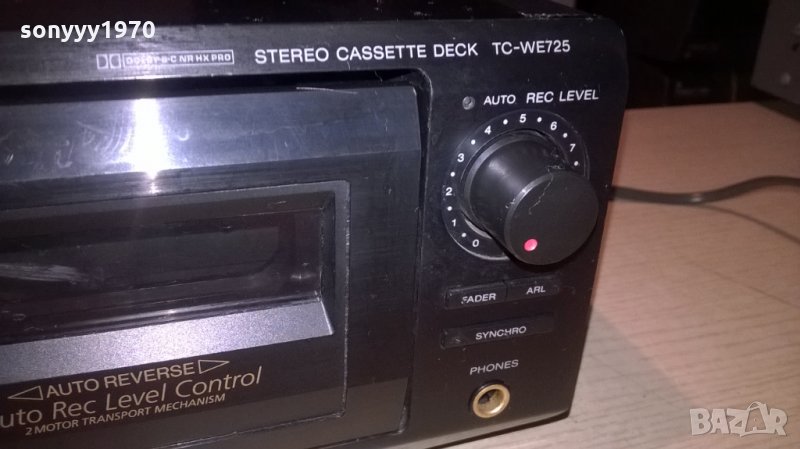 sonyyy1970
DOLBY B-C NR HX PRO
STEREO CASSETTE DECK TC-WE725
AUTO REC LEVEL
0 1 2 3 4 5 6 7
FADER ARL
SYNCHRO
PHONES
AUTO REVERSE
uto Rec Level Control
2 MOTOR TRANSPORT MECHANISM
BAZAR